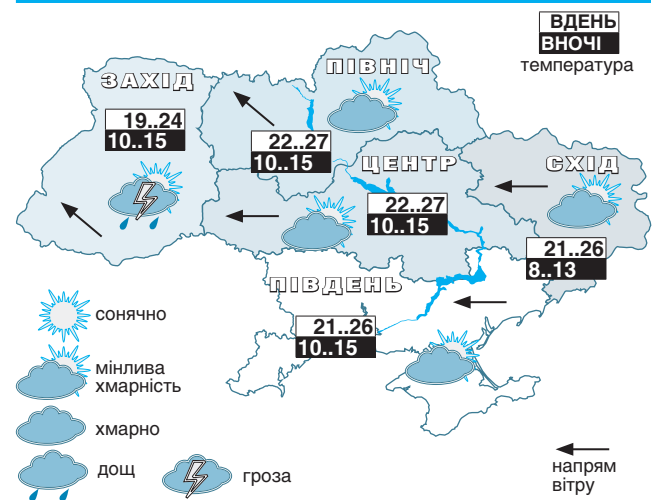 ВДЕНЬ
ВНОЧІ
температура
ПІВНІЧ
ЗАХІД
19..24
10..15
22..27
10..15
ЦЕНТР
СХІД
22..27
10..15
21..26
8..13
ПІВДЕНЬ
21..26
10..15
сонячно
мінлива
хмарність
хмарно
дощ
гроза
напрям
вітру